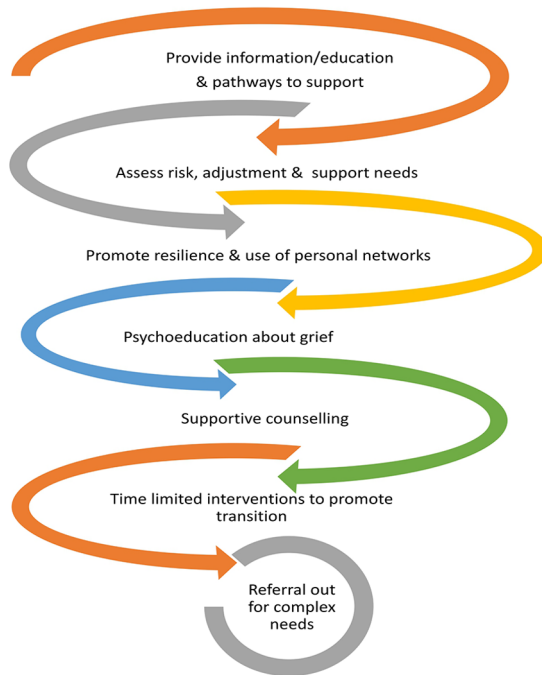 Provide information/education
& pathways to support
Assess risk, adjustment & support needs
Promote resilience & use of personal networks
Psychoeducation about grief
Supportive counselling
Time limited interventions to promote
transition
Referral out
for complex
needs